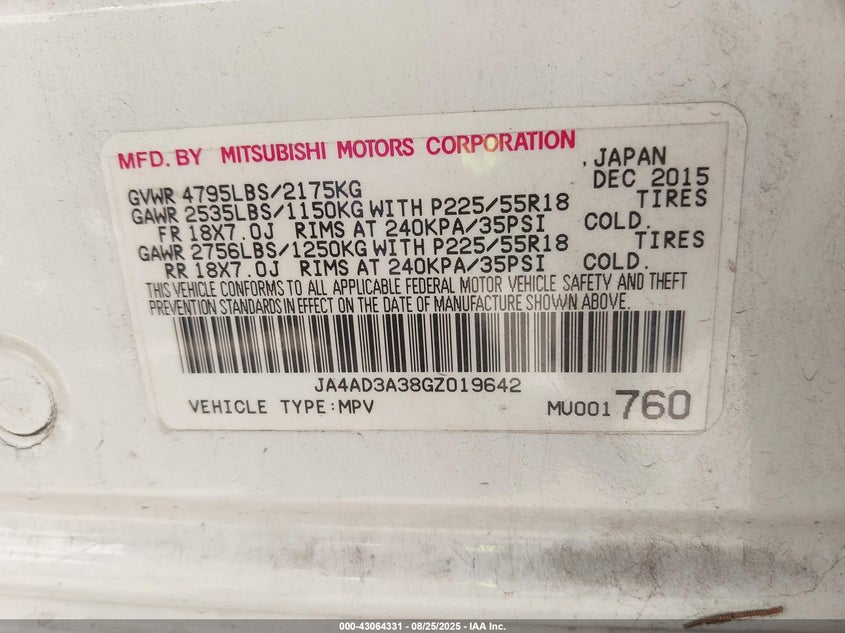 MFD. BY MITSUBISHI MOTORS CORPORATION , JAPAN
GVWR 4795LBS/2175KG DEC 2015
GAWR 2535LBS/1150KG WITH P225/55R18 TIRES
FR 18X7.0J RIMS AT 240KPA/35PSI COLD.
GAWR 2756LBS/1250KG WITH P225/55R18 TIRES
RR 18X7.0J RIMS AT 240KPA/35PSI COLD.
THIS VEHICLE CONFORMS TO ALL APPLICABLE FEDERAL MOTOR VEHICLE SAFETY AND THEFT
PREVENTION STANDARDS IN EFFECT ON THE DATE OF MANUFACTURE SHOWN ABOVE.
JA4AD3A38GZ019642
VEHICLE TYPE:MPV MU001 760
000-43064331 - 08/25/2025 - IAA Inc.